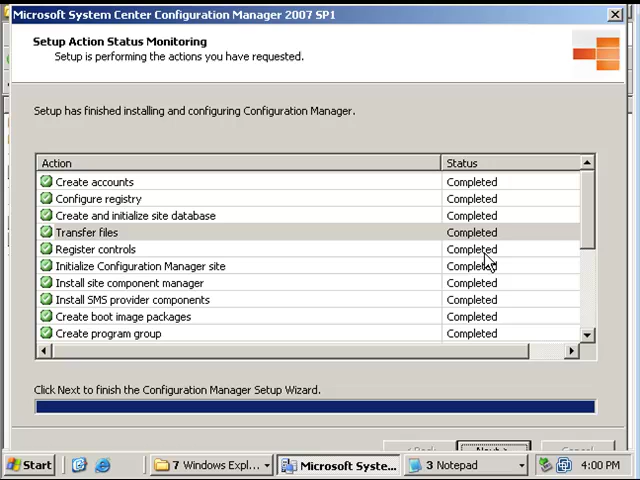 Microsoft System Center Configuration Manager 2007 SP1
Setup Action Status Monitoring
Setup is performing the actions you have requested.
Setup has finished installing and configuring Configuration Manager.
Action Status
Create accounts Completed
Configure registry Completed
Create and initialize site database Completed
Transfer files Completed
Register controls Completed
Initialize Configuration Manager site Completed
Install site component manager Completed
Install SMS provider components Completed
Create boot image packages Completed
Create program group Completed
Click Next to finish the Configuration Manager Setup Wizard.
< Back Next > Cancel
Start 7 Windows Expl... Microsoft Syste... 3 Notepad 4:00 PM